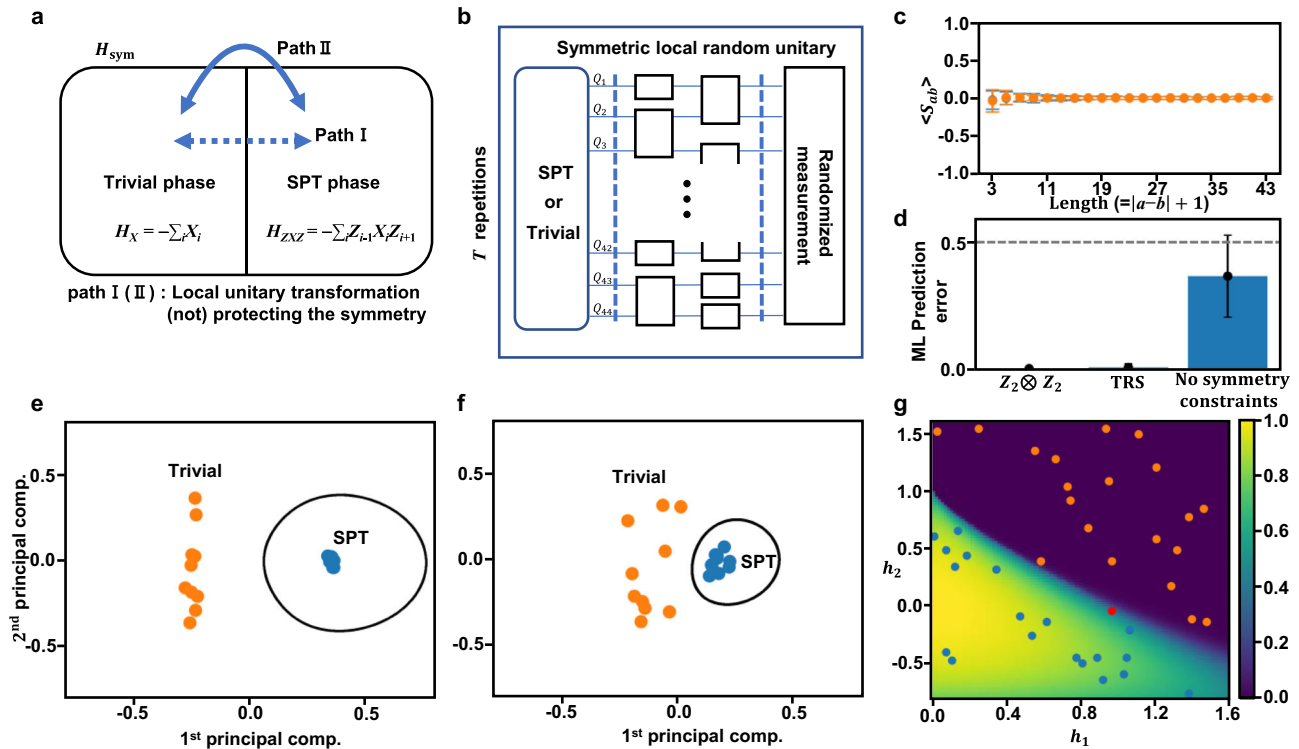 a
H_sym
Path Ⅱ
Path Ⅰ
Trivial phase
SPT phase
H_X = −∑_i X_i
H_ZXZ = −∑_i Z_i-1 X_i Z_i+1
path Ⅰ (Ⅱ) : Local unitary transformation
(not) protecting the symmetry
b
Symmetric local random unitary
T repetitions
SPT
or
Trivial
Q_1
Q_2
Q_3
Q_42
Q_43
Q_44
Randomized
measurement
c
<S_ab>
1.0
0.5
0.0
-0.5
-1.0
3 11 19 27 35 43
Length (=|a−b| + 1)
d
ML Prediction
error
0.5
0.0
Z_2 ⊗ Z_2
TRS
No symmetry
constraints
e
2nd principal comp.
0.5
0.0
-0.5
Trivial
SPT
-0.5 0.0 0.5
1st principal comp.
f
0.5
0.0
-0.5
Trivial
SPT
-0.5 0.0 0.5
1st principal comp.
g
h_2
1.5
1.0
0.5
0.0
-0.5
0.0 0.4 0.8 1.2 1.6
h_1
1.0
0.8
0.6
0.4
0.2
0.0